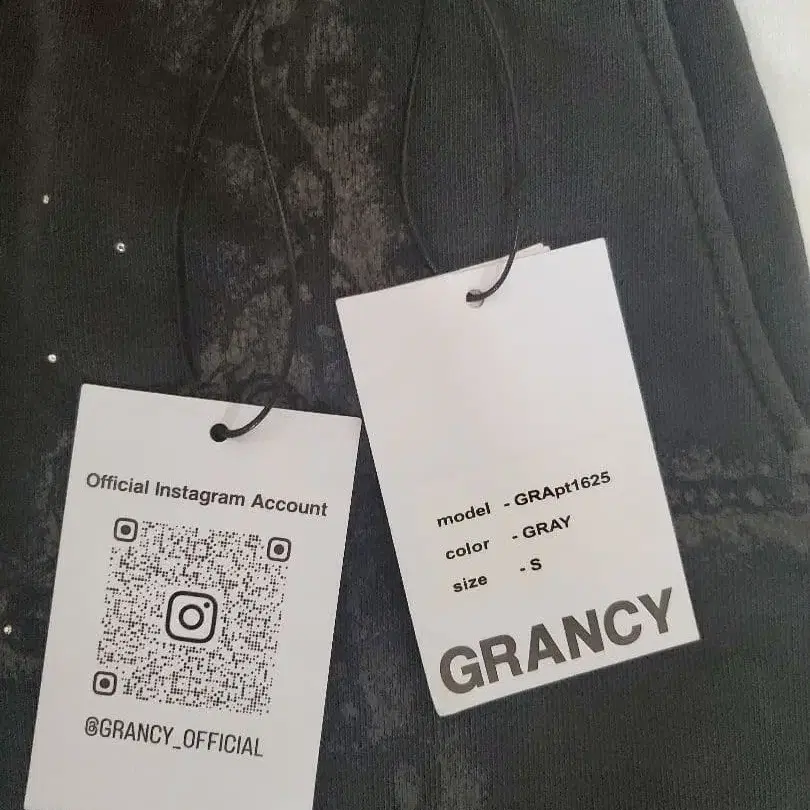 Official Instagram Account
@GRANCY_OFFICIAL
model - GRApt1625
color - GRAY
size - S
GRANCY